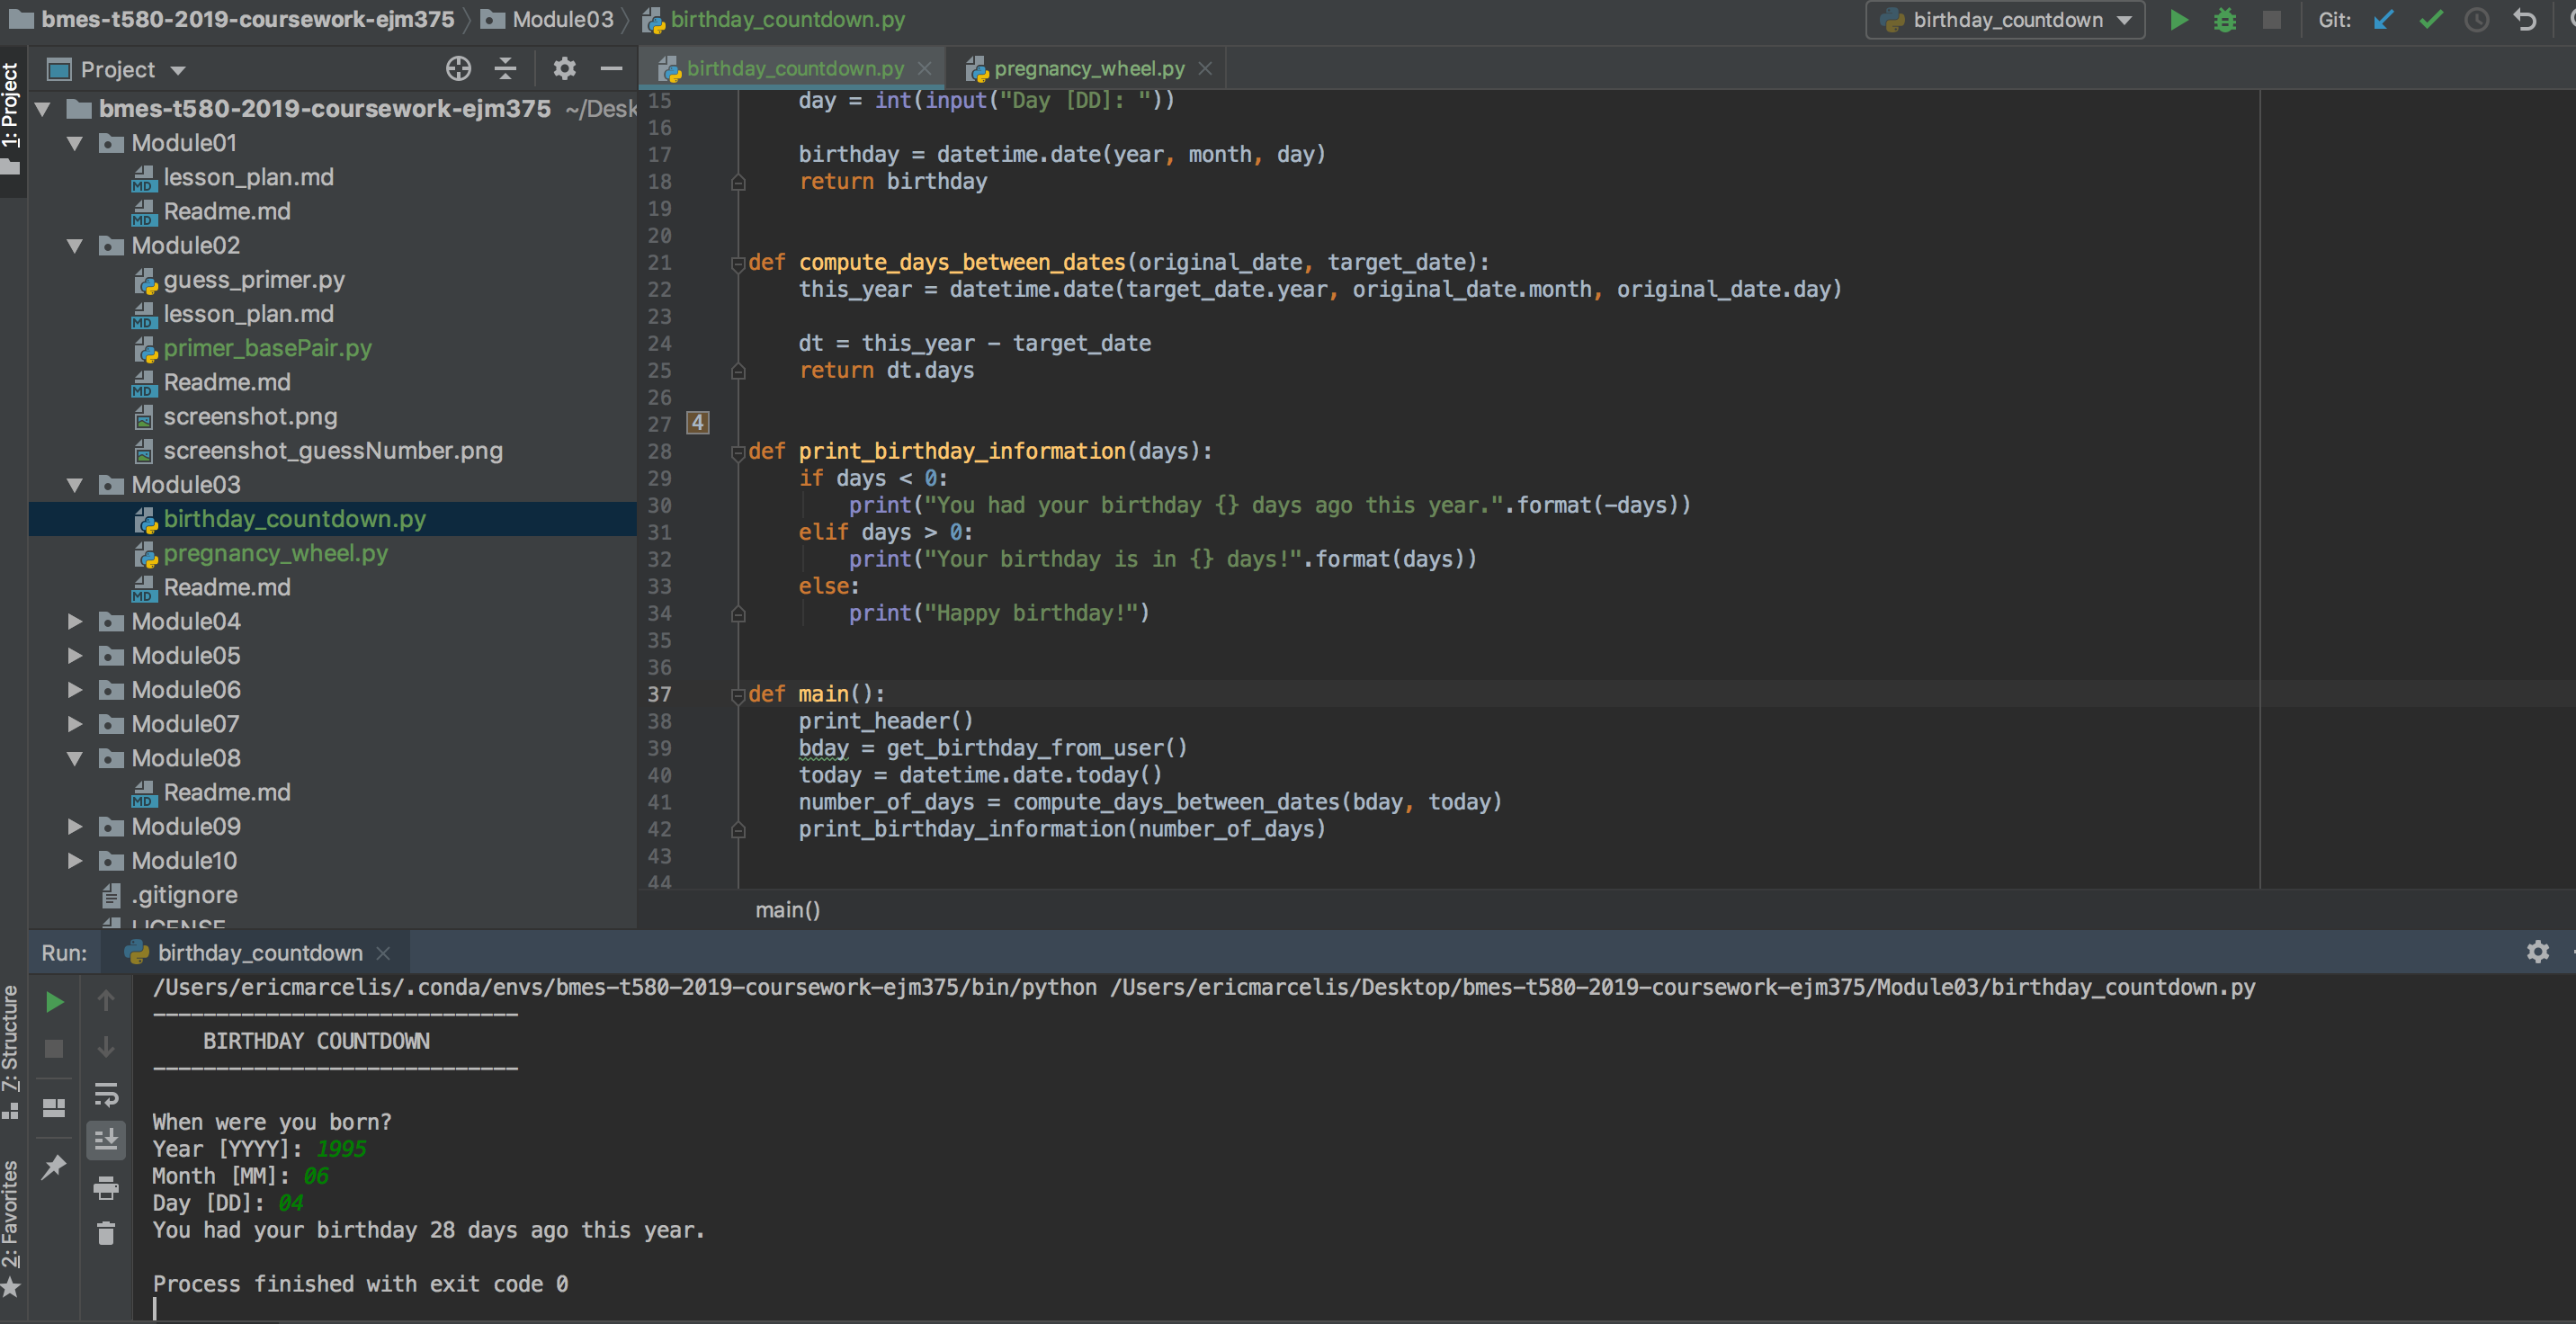 bmes-t580-2019-coursework-ejm375 Module03 birthday_countdown.py birthday_countdown Git:
1: Project
Project
bmes-t580-2019-coursework-ejm375 ~/Desk
Module01
lesson_plan.md
Readme.md
Module02
guess_primer.py
lesson_plan.md
primer_basePair.py
Readme.md
screenshot.png
screenshot_guessNumber.png
Module03
birthday_countdown.py
pregnancy_wheel.py
Readme.md
Module04
Module05
Module06
Module07
Module08
Readme.md
Module09
Module10
.gitignore
LICENSE
birthday_countdown.py pregnancy_wheel.py
15 day = int(input("Day [DD]: "))
16
17 birthday = datetime.date(year, month, day)
18 return birthday
19
20
21 def compute_days_between_dates(original_date, target_date):
22 this_year = datetime.date(target_date.year, original_date.month, original_date.day)
23
24 dt = this_year - target_date
25 return dt.days
26
27 4
28 def print_birthday_information(days):
29 if days < 0:
30 print("You had your birthday {} days ago this year.".format(-days))
31 elif days > 0:
32 print("Your birthday is in {} days!".format(days))
33 else:
34 print("Happy birthday!")
35
36
37 def main():
38 print_header()
39 bday = get_birthday_from_user()
40 today = datetime.date.today()
41 number_of_days = compute_days_between_dates(bday, today)
42 print_birthday_information(number_of_days)
43
44
main()
Run: birthday_countdown
7: Structure
2: Favorites
/Users/ericmarcelis/.conda/envs/bmes-t580-2019-coursework-ejm375/bin/python /Users/ericmarcelis/Desktop/bmes-t580-2019-coursework-ejm375/Module03/birthday_countdown.py
-----------------------------
BIRTHDAY COUNTDOWN
-----------------------------
When were you born?
Year [YYYY]: 1995
Month [MM]: 06
Day [DD]: 04
You had your birthday 28 days ago this year.
Process finished with exit code 0